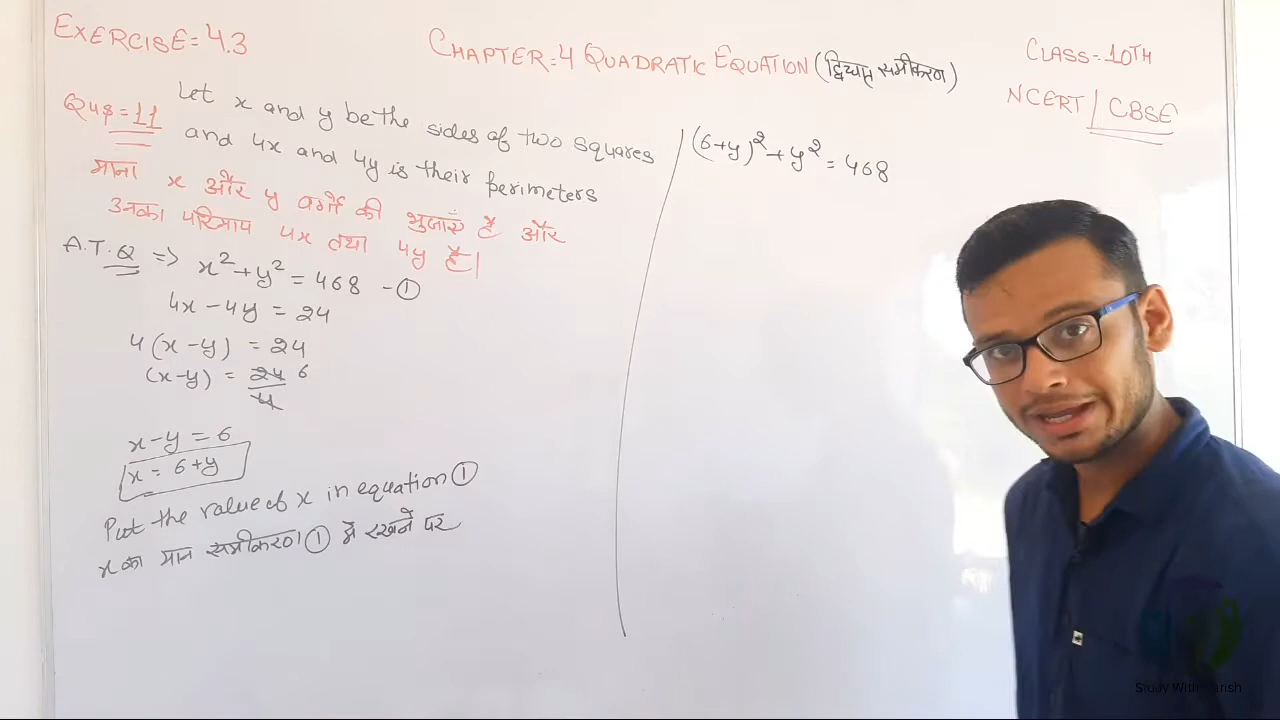 EXERCISE=4.3
CHAPTER=4 QUADRATIC EQUATION (द्विघात समीकरण)
CLASS=10TH
NCERT / CBSE
Qus=11 Let x and y be the sides of two squares
and 4x and 4y is their perimeters
माना x और y वर्गों की भुजाएं है और
उनका परिमाप 4x तथा 4y है।
A.T.Q => x²+y² = 468 -①
4x-4y = 24
4(x-y) = 24
(x-y) = 24/4 6
x-y = 6
x = 6+y
Put the value of x in equation ①
x का मान समीकरण ① में रखने पर
(6+y)²+y² = 468